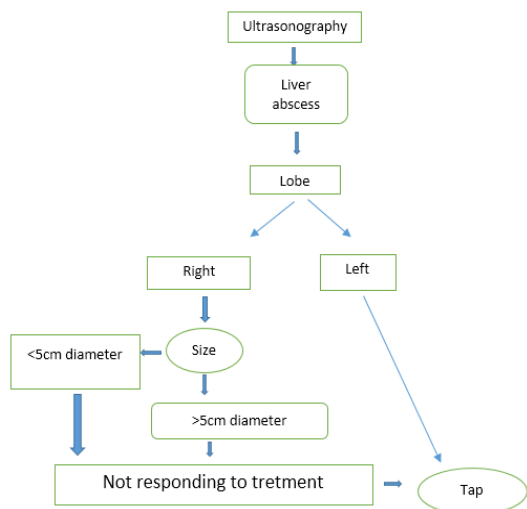 Ultrasonography
Liver
abscess
Lobe
Right
Left
<5cm diameter
Size
>5cm diameter
Not responding to tretment
Tap